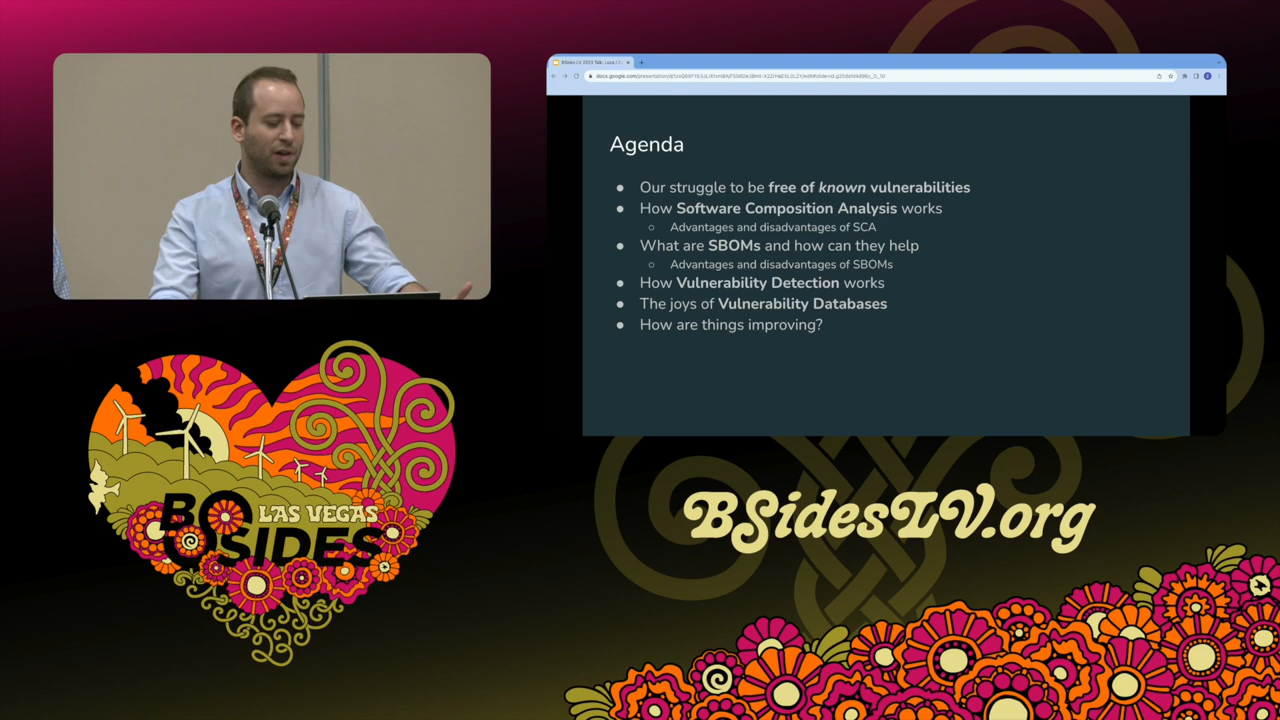 Agenda
● Our struggle to be free of known vulnerabilities
● How Software Composition Analysis works
○ Advantages and disadvantages of SCA
● What are SBOMs and how can they help
○ Advantages and disadvantages of SBOMs
● How Vulnerability Detection works
● The joys of Vulnerability Databases
● How are things improving?
LAS VEGAS
BSIDES
23
BSidesLV.org